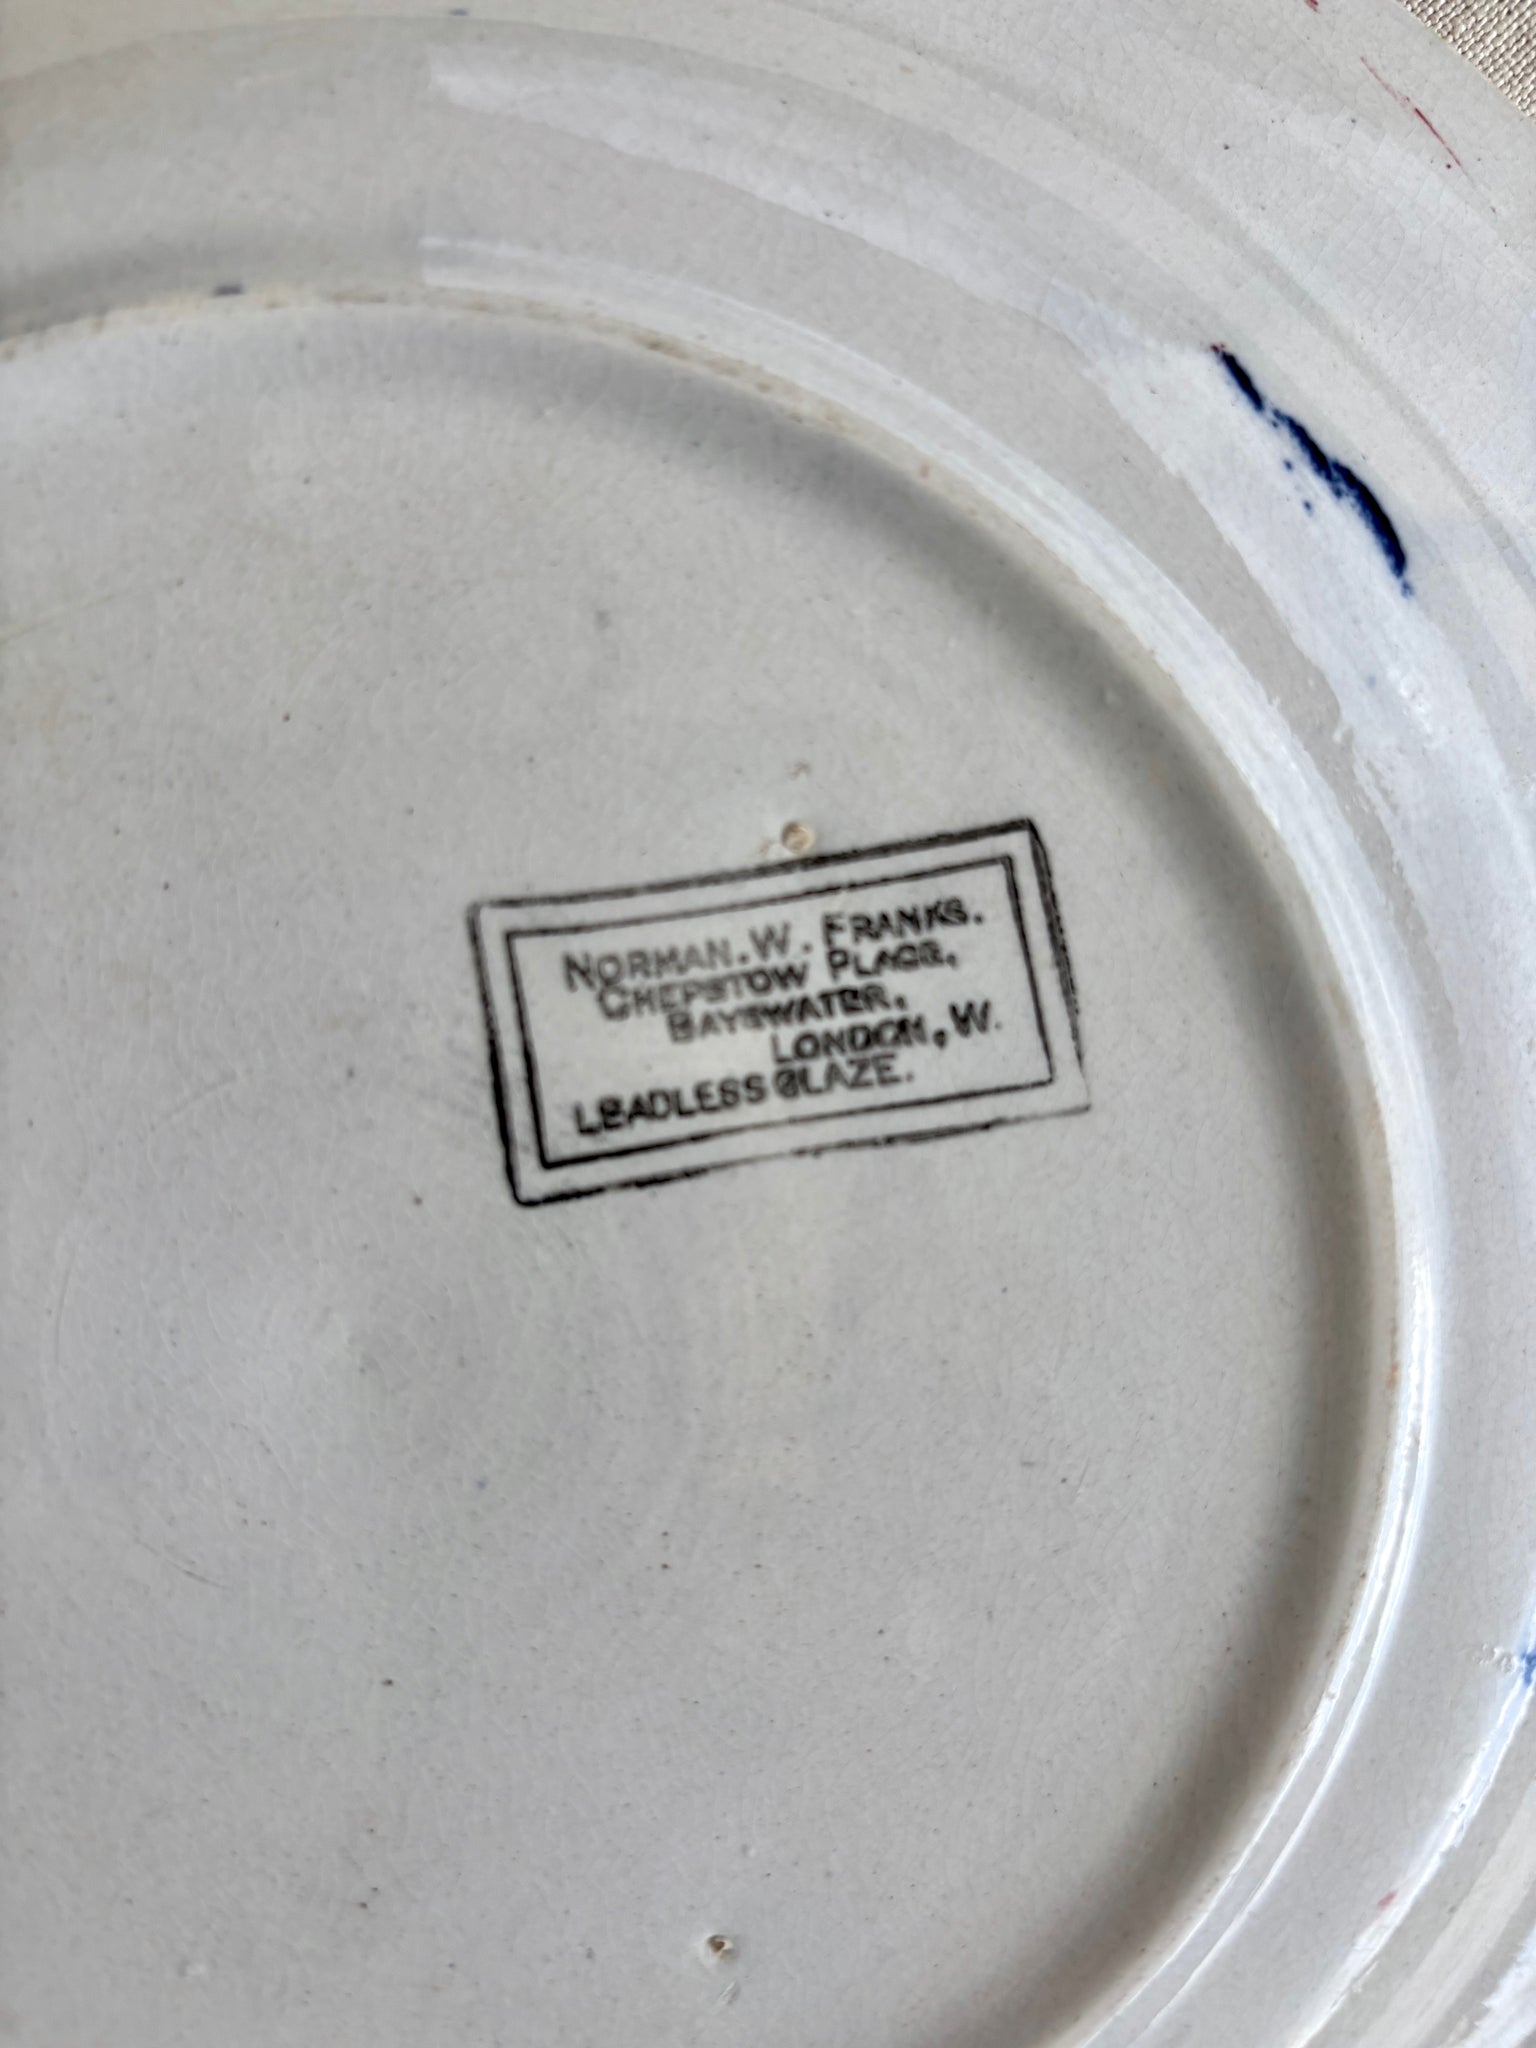 NORMAN. W. FRANKS.
CHEPSTOW PLACE,
BAYSWATER,
LONDON, W.
LEADLESS GLAZE.